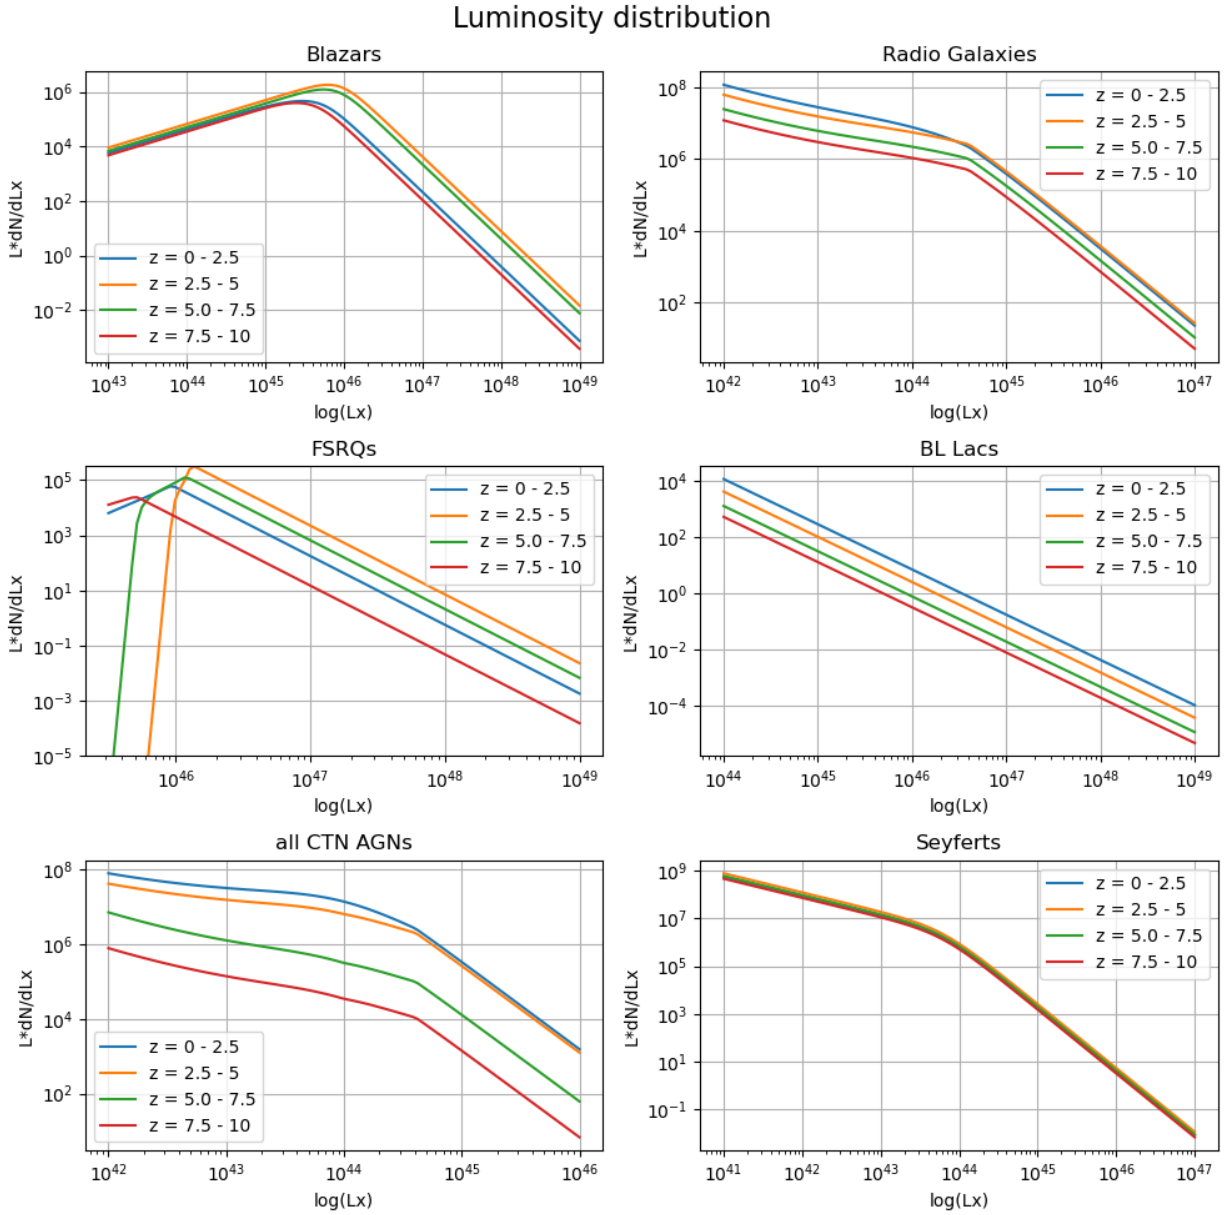 Luminosity distribution
Blazars
L*dN/dLx
10^6
10^4
10^2
10^0
10^−2
z = 0 - 2.5
z = 2.5 - 5
z = 5.0 - 7.5
z = 7.5 - 10
10^43 10^44 10^45 10^46 10^47 10^48 10^49
log(Lx)
Radio Galaxies
L*dN/dLx
10^8
10^6
10^4
10^2
z = 0 - 2.5
z = 2.5 - 5
z = 5.0 - 7.5
z = 7.5 - 10
10^42 10^43 10^44 10^45 10^46 10^47
log(Lx)
FSRQs
L*dN/dLx
10^5
10^3
10^1
10^−1
10^−3
10^−5
z = 0 - 2.5
z = 2.5 - 5
z = 5.0 - 7.5
z = 7.5 - 10
10^46 10^47 10^48 10^49
log(Lx)
BL Lacs
L*dN/dLx
10^4
10^2
10^0
10^−2
10^−4
z = 0 - 2.5
z = 2.5 - 5
z = 5.0 - 7.5
z = 7.5 - 10
10^44 10^45 10^46 10^47 10^48 10^49
log(Lx)
all CTN AGNs
L*dN/dLx
10^8
10^6
10^4
10^2
z = 0 - 2.5
z = 2.5 - 5
z = 5.0 - 7.5
z = 7.5 - 10
10^42 10^43 10^44 10^45 10^46
log(Lx)
Seyferts
L*dN/dLx
10^9
10^7
10^5
10^3
10^1
10^−1
z = 0 - 2.5
z = 2.5 - 5
z = 5.0 - 7.5
z = 7.5 - 10
10^41 10^42 10^43 10^44 10^45 10^46 10^47
log(Lx)